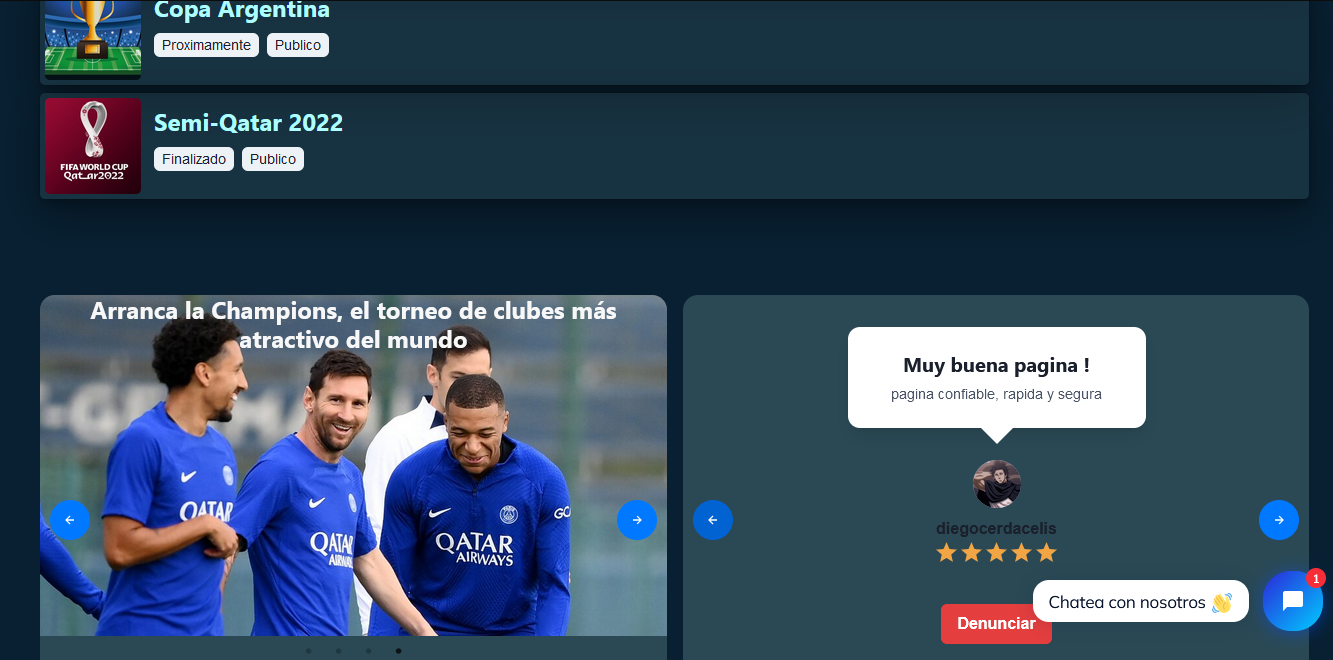 Copa Argentina
Proximamente
Publico
FIFA WORLD CUP
Qatar2022
Semi-Qatar 2022
Finalizado
Publico
Arranca la Champions, el torneo de clubes más
atractivo del mundo
QATAR
QATAR
AIRWAYS
QATAR
AIRWAYS
GO
Muy buena pagina !
pagina confiable, rapida y segura
diegocerdacelis
Denunciar
Chatea con nosotros 👋
1